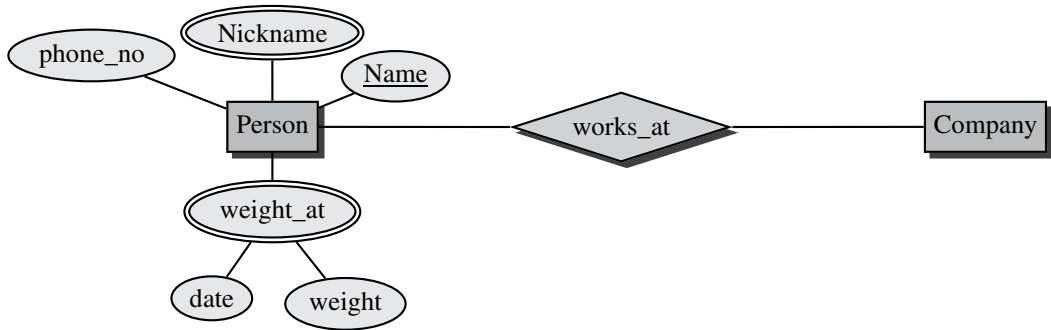 Nickname
phone_no
Name
Person
works_at
Company
weight_at
date
weight